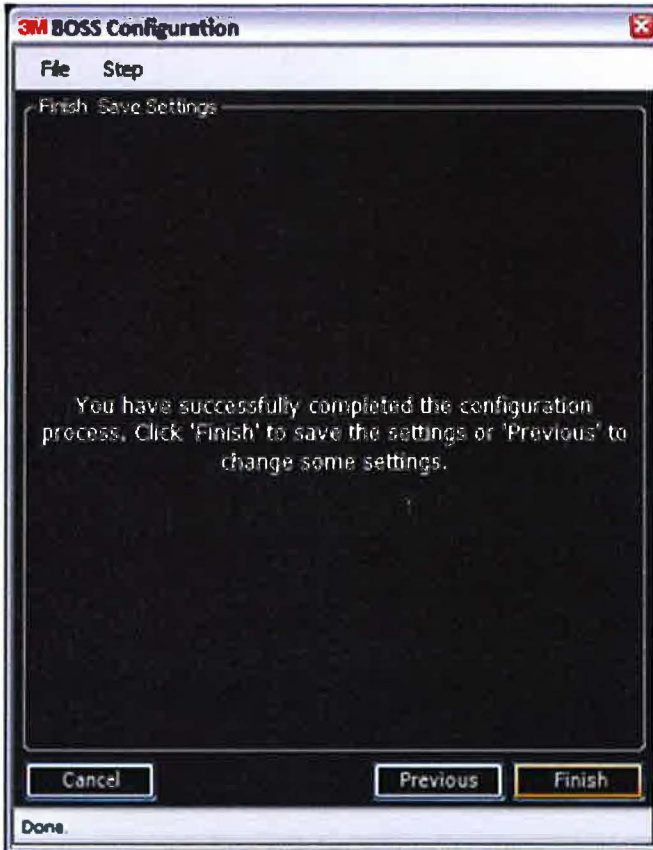 3M BOSS Configuration
File Step
Finish Save Settings
You have successfully completed the configuration
process. Click 'Finish' to save the settings or 'Previous' to
change some settings.
Cancel Previous Finish
Done.